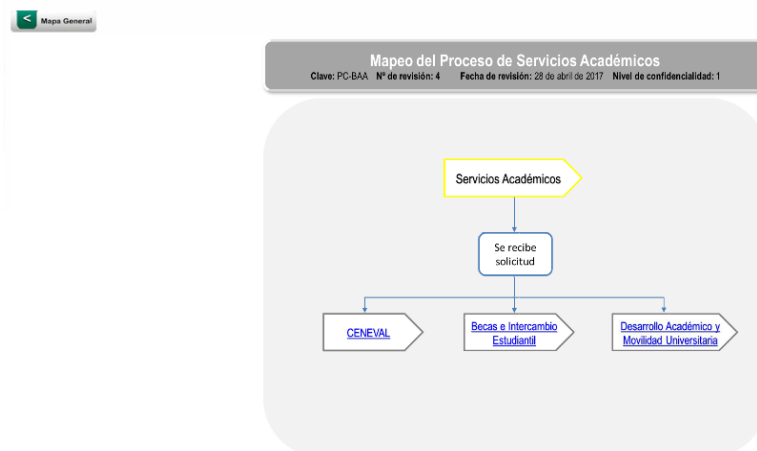 Mapa General
Mapeo del Proceso de Servicios Académicos
Clave: PC-BAA Nº de revisión: 4 Fecha de revisión: 28 de abril de 2017 Nivel de confidencialidad: 1
Servicios Académicos
Se recibe
solicitud
CENEVAL
Becas e Intercambio
Estudiantil
Desarrollo Académico y
Movilidad Universitaria